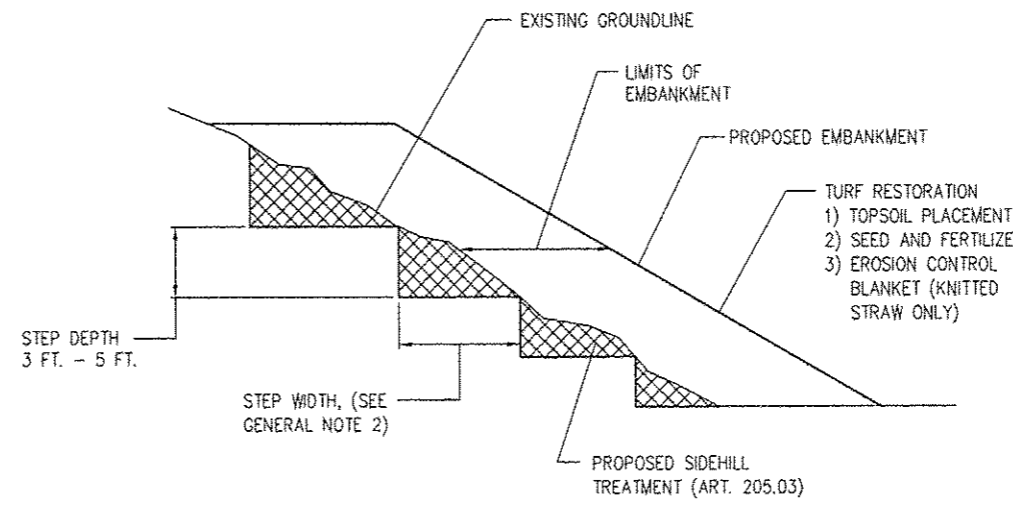 EXISTING GROUNDLINE
LIMITS OF
EMBANKMENT
PROPOSED EMBANKMENT
TURF RESTORATION
1) TOPSOIL PLACEMENT
2) SEED AND FERTILIZE
3) EROSION CONTROL
BLANKET (KNITTED
STRAW ONLY)
STEP DEPTH
3 FT. - 5 FT.
STEP WIDTH, (SEE
GENERAL NOTE 2)
PROPOSED SIDEHILL
TREATMENT (ART. 205.03)